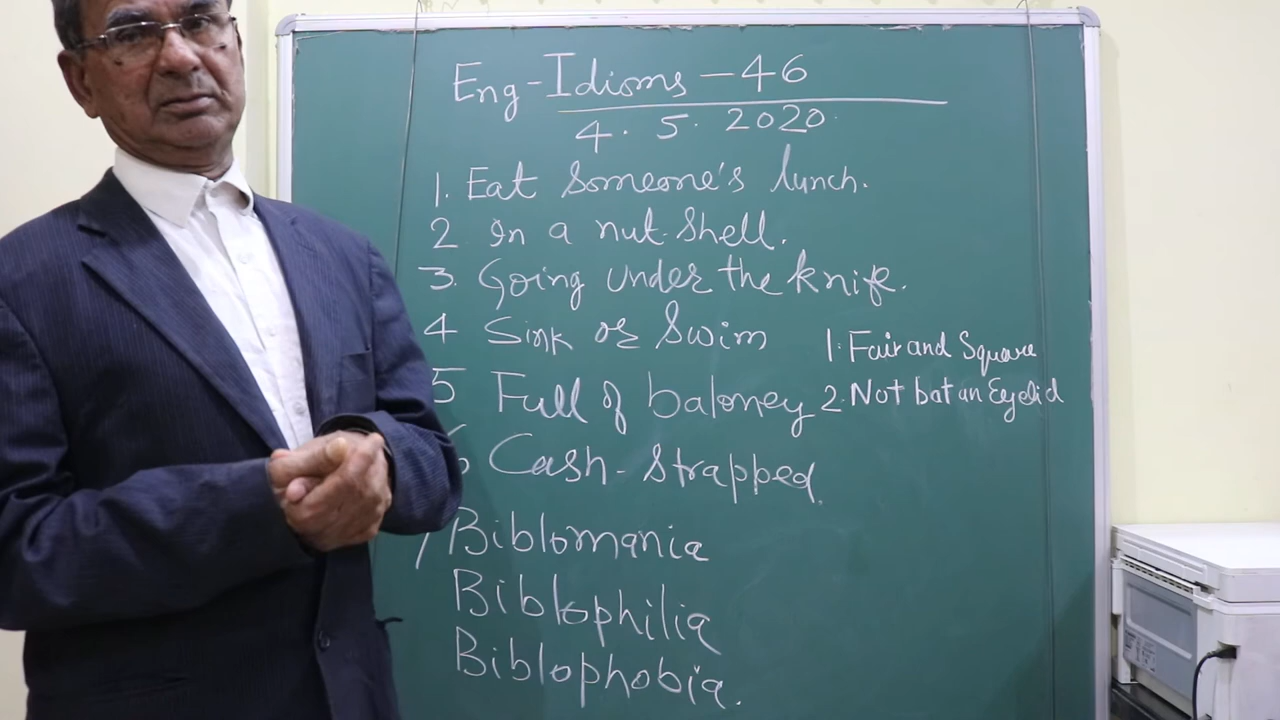 Eng-Idioms - 46
4. 5. 2020.
1. Eat Someone's lunch.
2 In a nut-Shell.
3. Going under the knife.
4 Sink or Swim
5 Full of baloney
6 Cash-Strapped.
7 Biblomania
Biblophilia
Biblophobia.
1. Fair and Square
2. Not bat an Eyelid